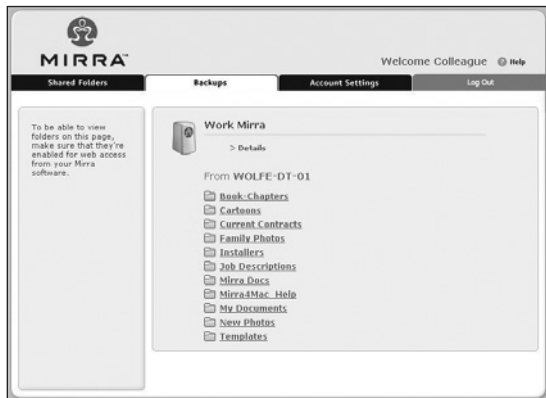 MIRRA™
Welcome Colleague
Help
Shared Folders
Backups
Account Settings
Log Out
To be able to view
folders on this page,
make sure that they're
enabled for web access
from your Mirra
software.
Work Mirra
> Details
From WOLFE-DT-01
Book-Chapters
Cartoons
Current Contracts
Family Photos
Installers
Job Descriptions
Mirra Docs
Mirra4Mac Help
My Documents
New Photos
Templates